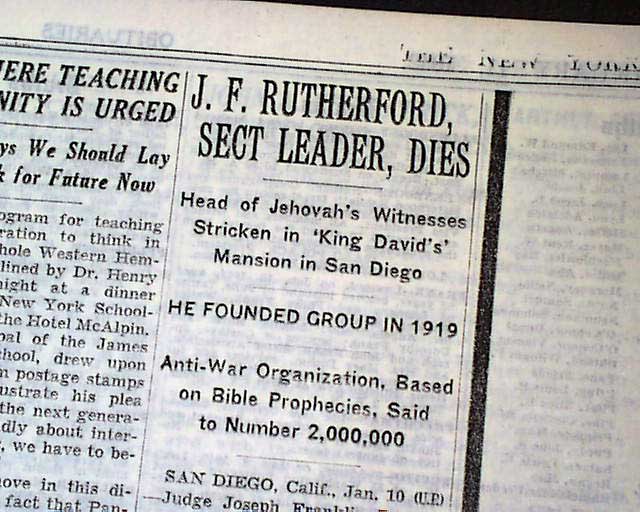 OBITUARIES
THE NEW YORK
HERE TEACHING
NITY IS URGED
ys We Should Lay
k for Future Now
ogram for teaching
ration to think in
hole Western Hem-
lined by Dr. Henry
night at a dinner
New York School-
the Hotel McAlpin.
pal of the James
chool, drew upon
m postage stamps
ustrate his plea
the next genera-
dly about inter-
, we have to be-
ove in this di-
fact that Pan-
J. F. RUTHERFORD,
SECT LEADER, DIES
Head of Jehovah's Witnesses
Stricken in 'King David's'
Mansion in San Diego
HE FOUNDED GROUP IN 1919
Anti-War Organization, Based
on Bible Prophecies, Said
to Number 2,000,000
SAN DIEGO, Calif., Jan. 10 (U.P.)
—Judge Joseph Franklin